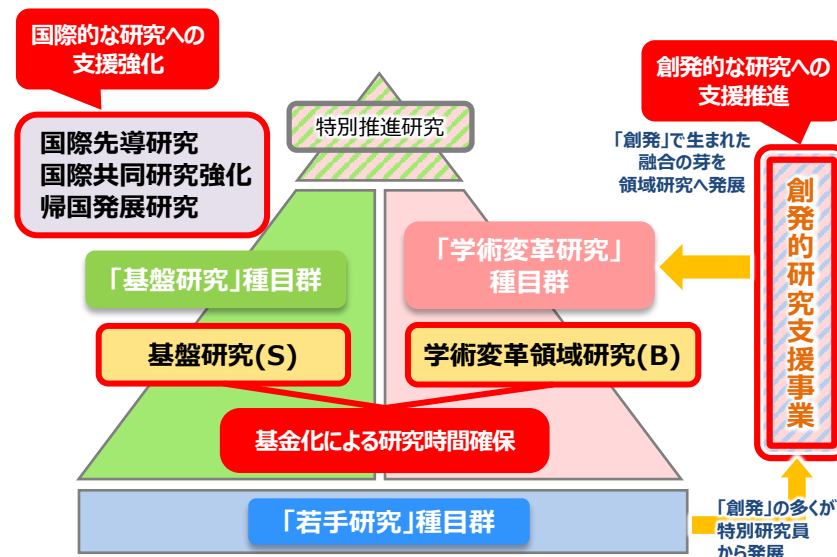 国際的な研究への
支援強化
国際先導研究
国際共同研究強化
帰国発展研究
特別推進研究
創発的な研究への
支援推進
「創発」で生まれた
融合の芽を
領域研究へ発展
創発的研究支援事業
「基盤研究」種目群
「学術変革研究」
種目群
基盤研究(S)
学術変革領域研究(B)
基金化による研究時間確保
「若手研究」種目群
「創発」の多くが
特別研究員
から発展